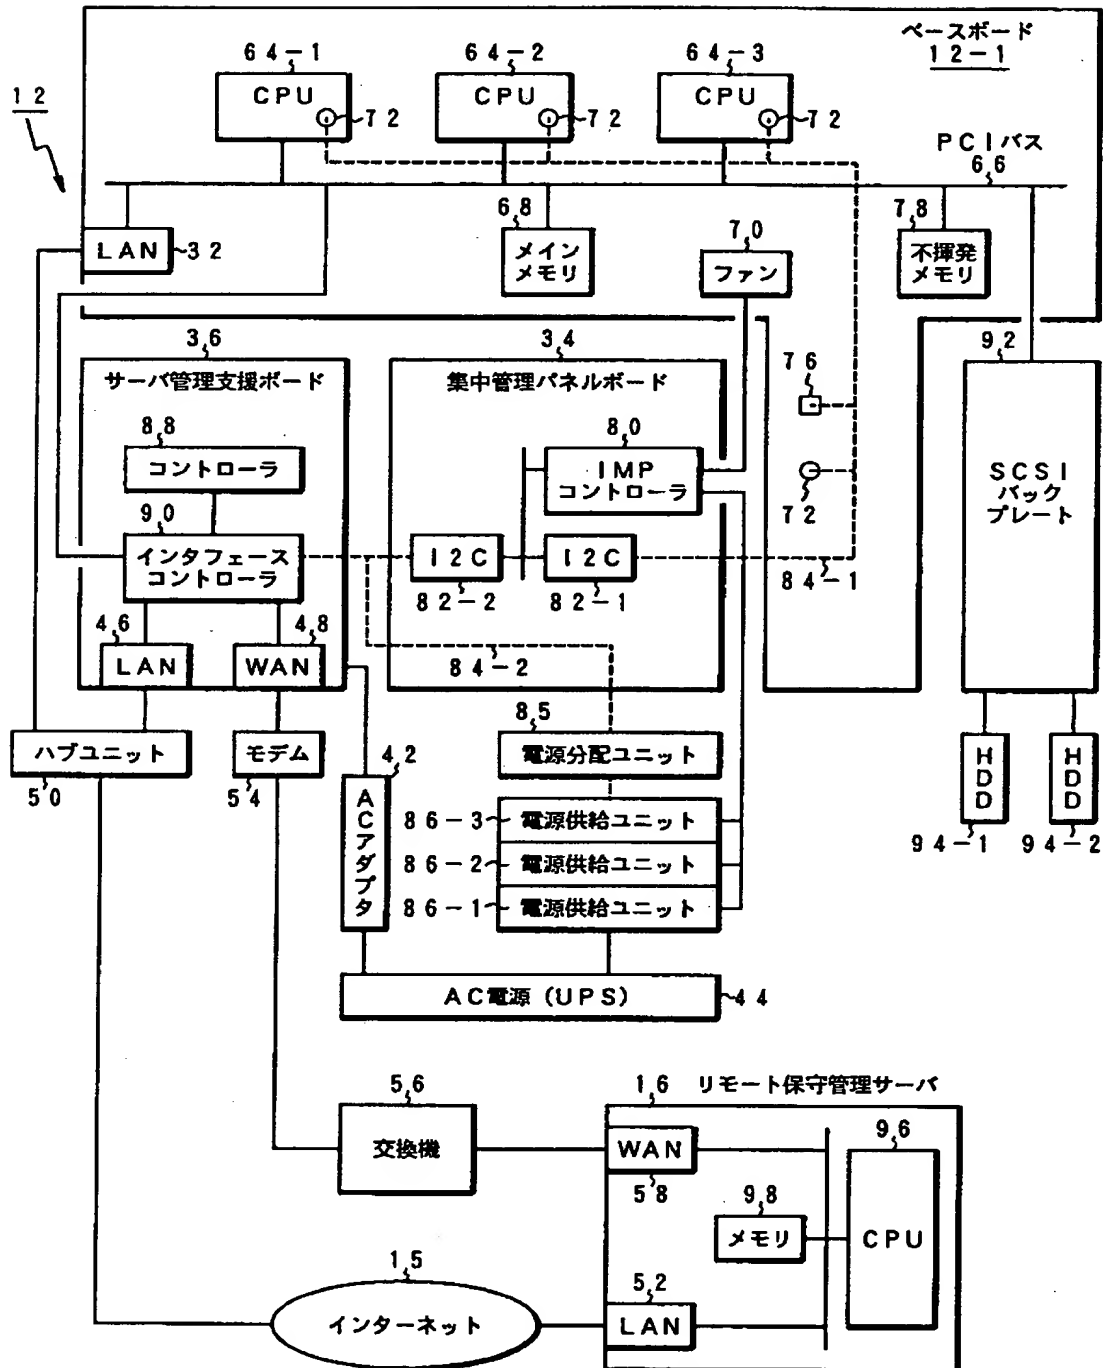 ベースボード
12-1
12
64-1
64-2
64-3
CPU
CPU
CPU
72
72
72
PCIバス
66
LAN
32
68
メイン
メモリ
70
ファン
78
不揮発
メモリ
36
サーバ管理支援ボード
34
集中管理パネルボード
76
92
88
コントローラ
80
IMP
コントローラ
72
SCSI
バック
プレート
90
インタフェース
コントローラ
I2C
I2C
82-2
82-1
84-1
46
48
LAN
WAN
84-2
85
ハブユニット
モデム
電源分配ユニット
50
54
42
ACアダプタ
HDD
HDD
94-1
94-2
86-3
電源供給ユニット
86-2
電源供給ユニット
86-1
電源供給ユニット
AC電源(UPS)
44
56
交換機
16
リモート保守管理サーバ
WAN
58
96
98
メモリ
CPU
15
インターネット
52
LAN